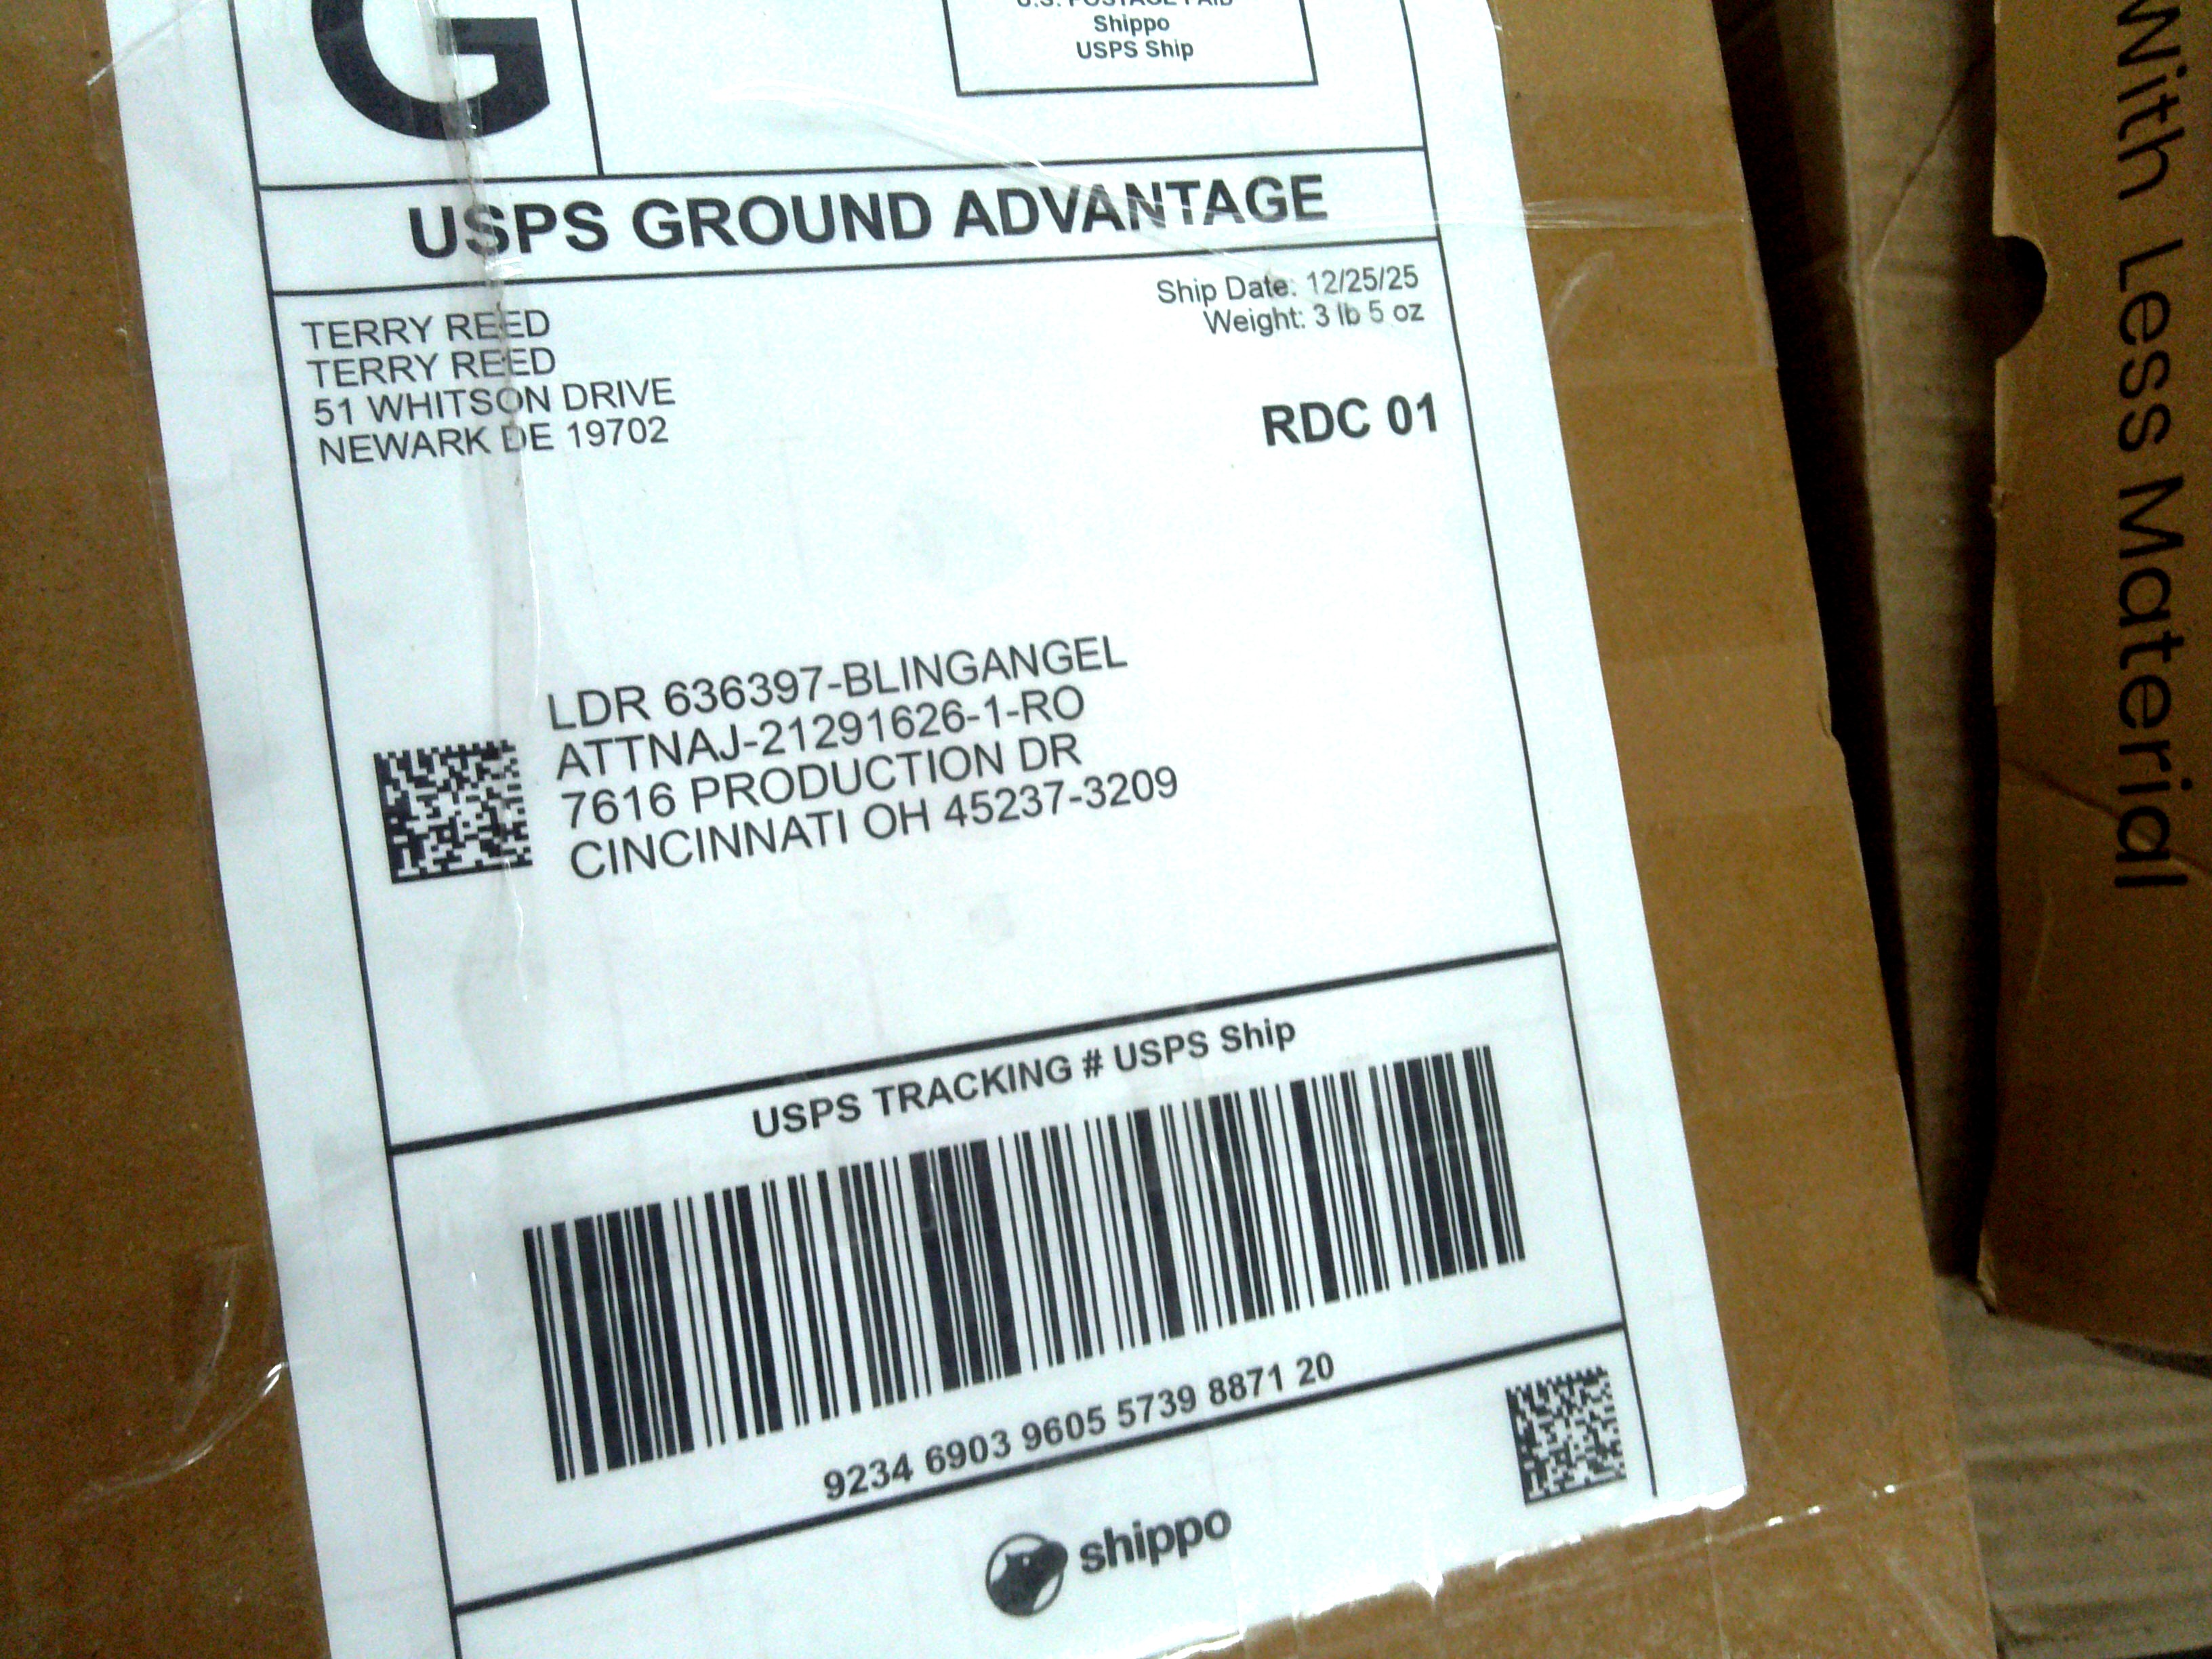 G
U.S. POSTAGE PAID
Shippo
USPS Ship
USPS GROUND ADVANTAGE
Ship Date: 12/25/25
Weight: 3 lb 5 oz
TERRY REED
TERRY REED
51 WHITSON DRIVE
NEWARK DE 19702
RDC 01
LDR 636397-BLINGANGEL
ATTNAJ-21291626-1-RO
7616 PRODUCTION DR
CINCINNATI OH 45237-3209
USPS TRACKING # USPS Ship
9234 6903 9605 5739 8871 20
shippo
With Less Material